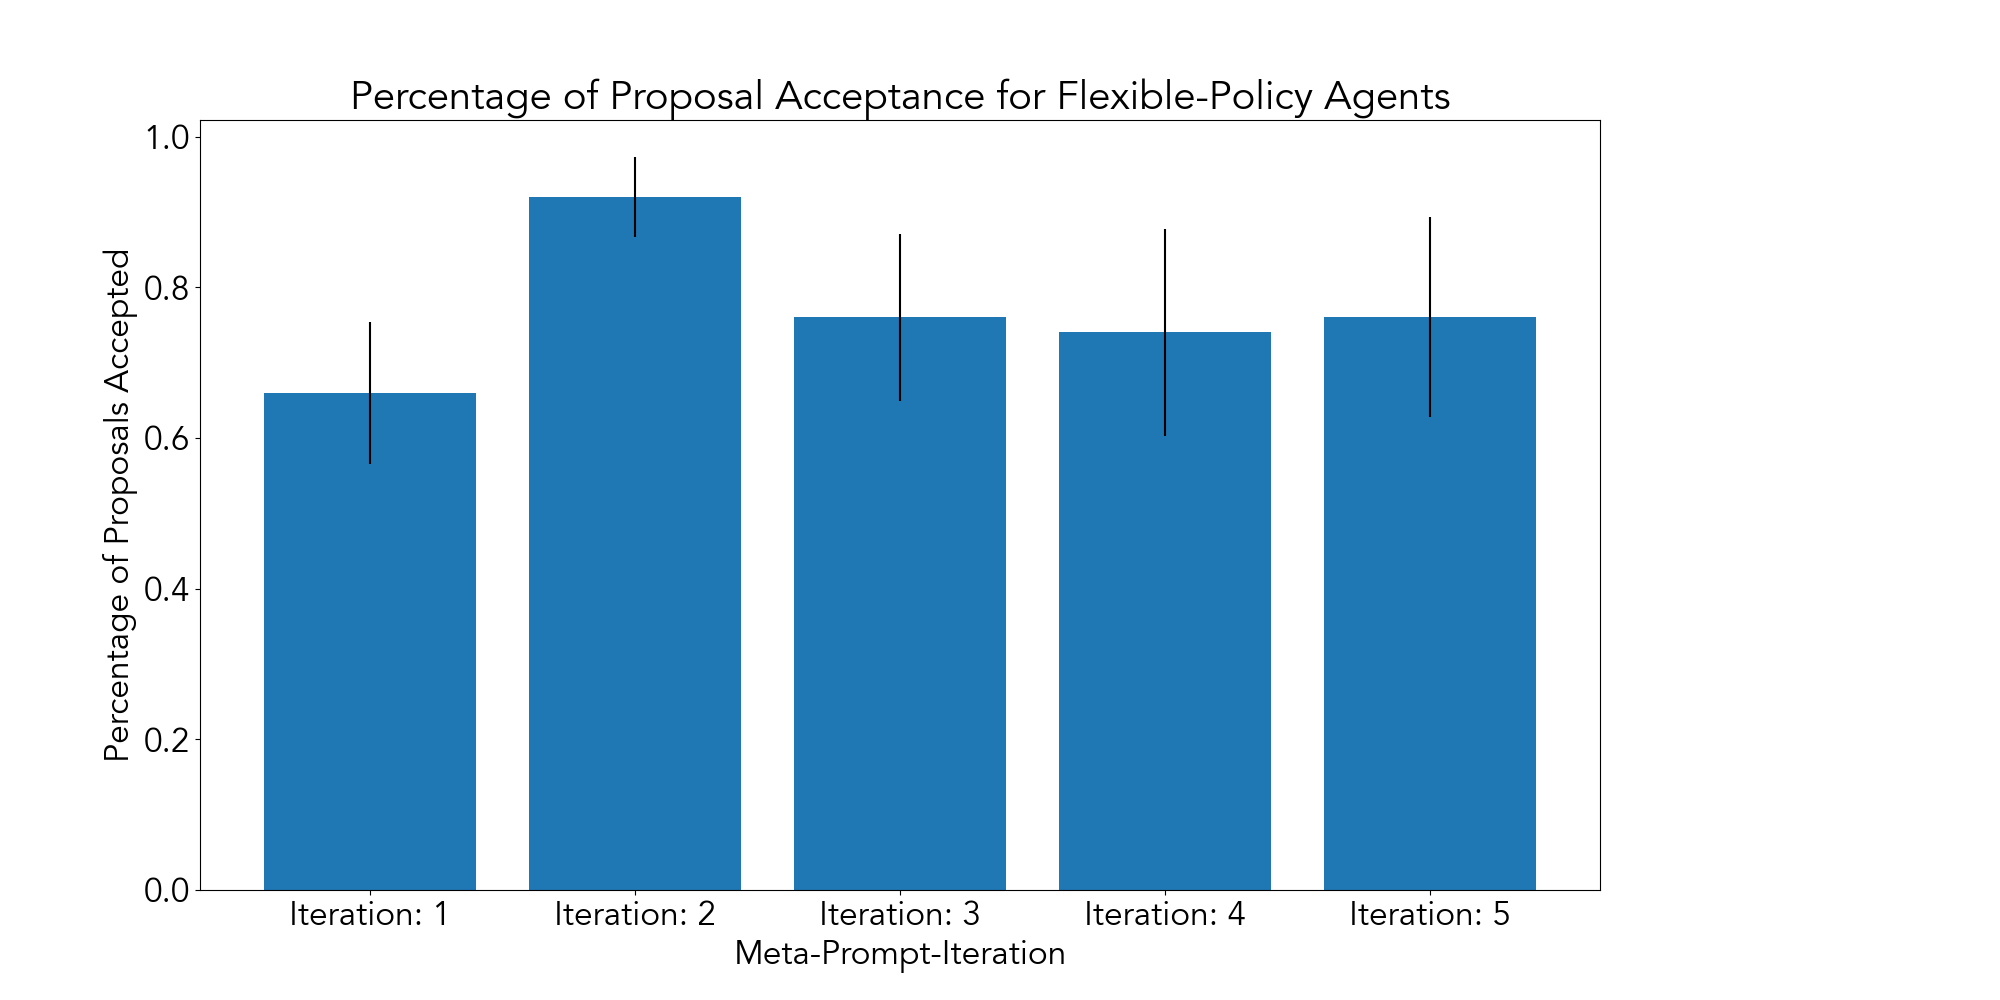 Percentage of Proposal Acceptance for Flexible-Policy Agents
Percentage of Proposals Accepted
1.0
0.8
0.6
0.4
0.2
0.0
Iteration: 1 Iteration: 2 Iteration: 3 Iteration: 4 Iteration: 5
Meta-Prompt-Iteration